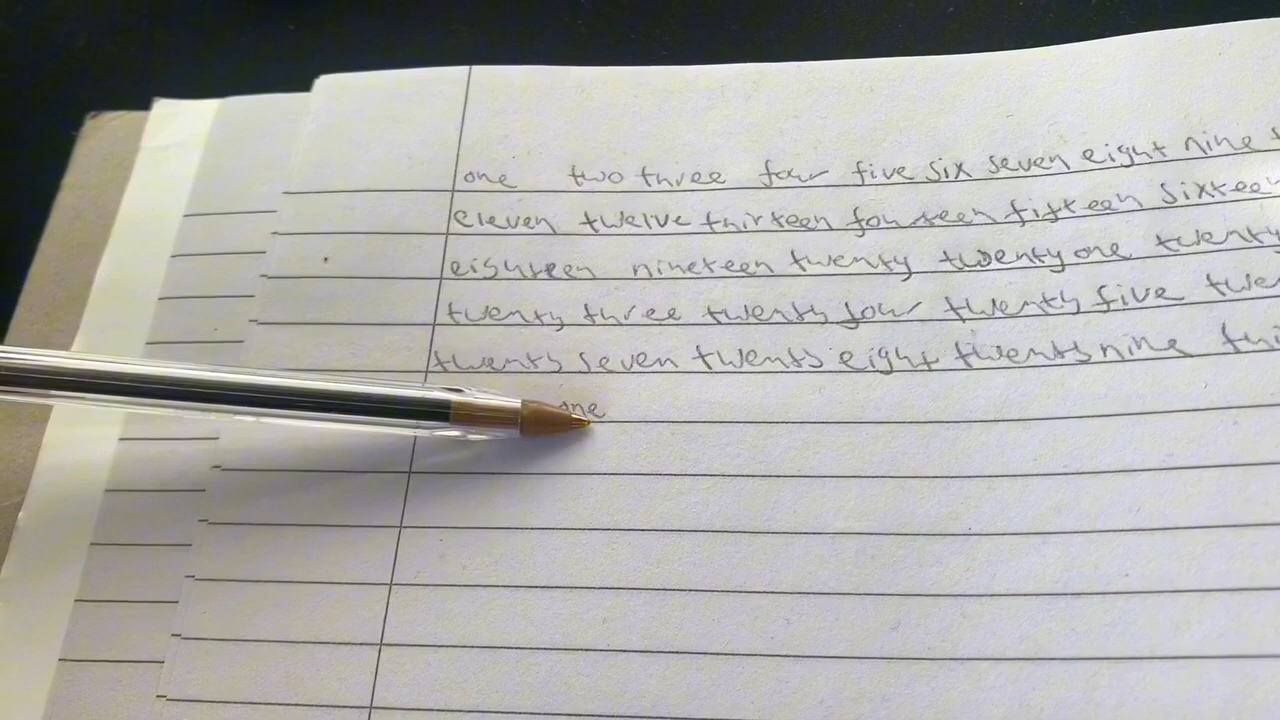 one two three four five six seven eight nine
eleven twelve thirteen fourteen fifteen sixteen
eighteen nineteen twenty twenty one twenty
twenty three twenty four twenty five
twenty seven twenty eight twenty nine
one